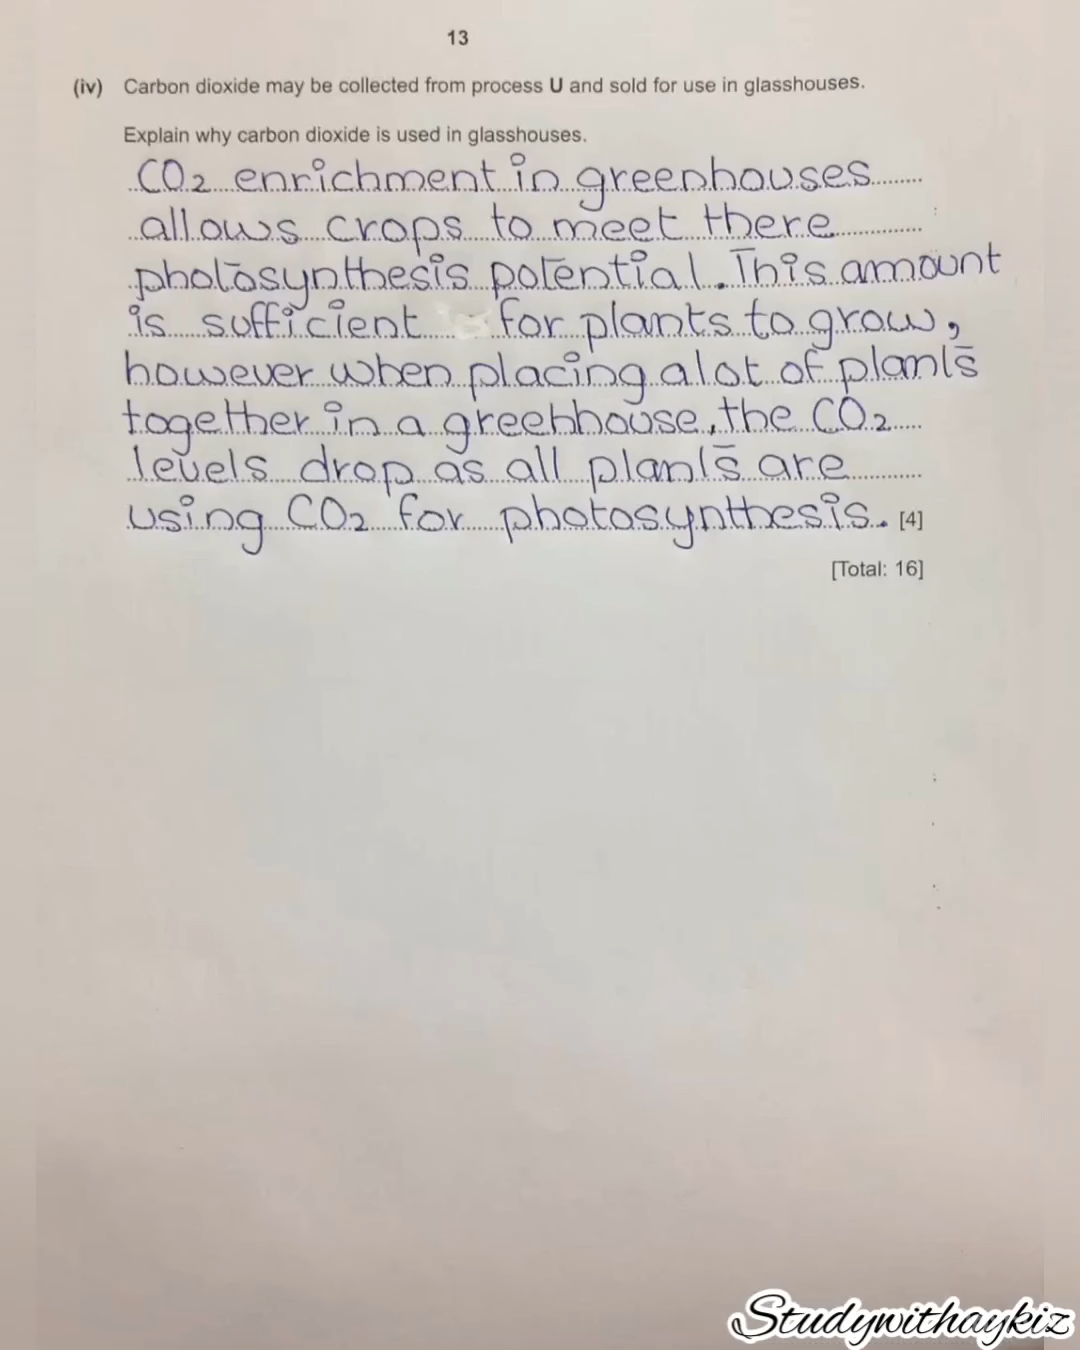 13
(iv) Carbon dioxide may be collected from process U and sold for use in glasshouses.
Explain why carbon dioxide is used in glasshouses.
CO₂ enrichment in greenhouses
allows crops to meet there
photosynthesis potential. This amount
is sufficient for plants to grow,
however when placing a lot of plants
together in a greehhouse, the CO₂
levels drop as all plants are
using CO₂ for photosynthesis. [4]
[Total: 16]
Studywithaykiz